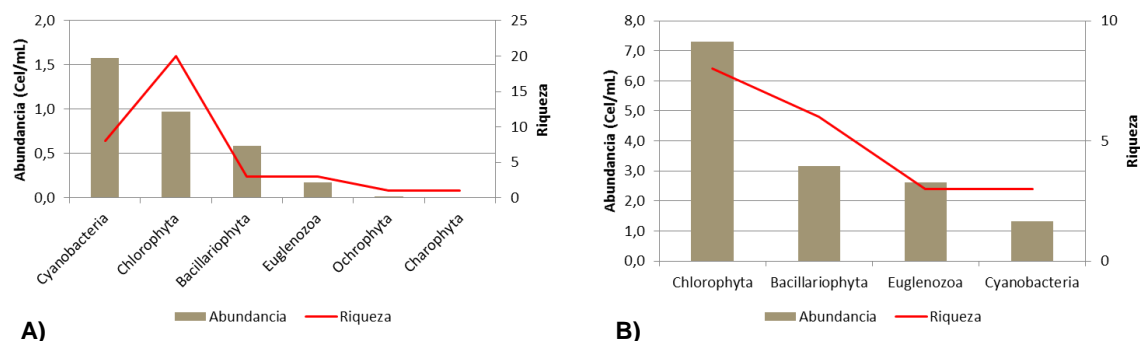 2,0
1,5
1,0
0,5
0,0
Abundancia (Cel/mL)
25
20
15
10
5
0
Riqueza
Cyanobacteria
Chlorophyta
Bacillariophyta
Euglenozoa
Ochrophyta
Charophyta
Abundancia Riqueza
A)
8,0
7,0
6,0
5,0
4,0
3,0
2,0
1,0
0,0
Abundancia (Cel/mL)
10
5
0
Riqueza
Chlorophyta Bacillariophyta Euglenozoa Cyanobacteria
Abundancia Riqueza
B)